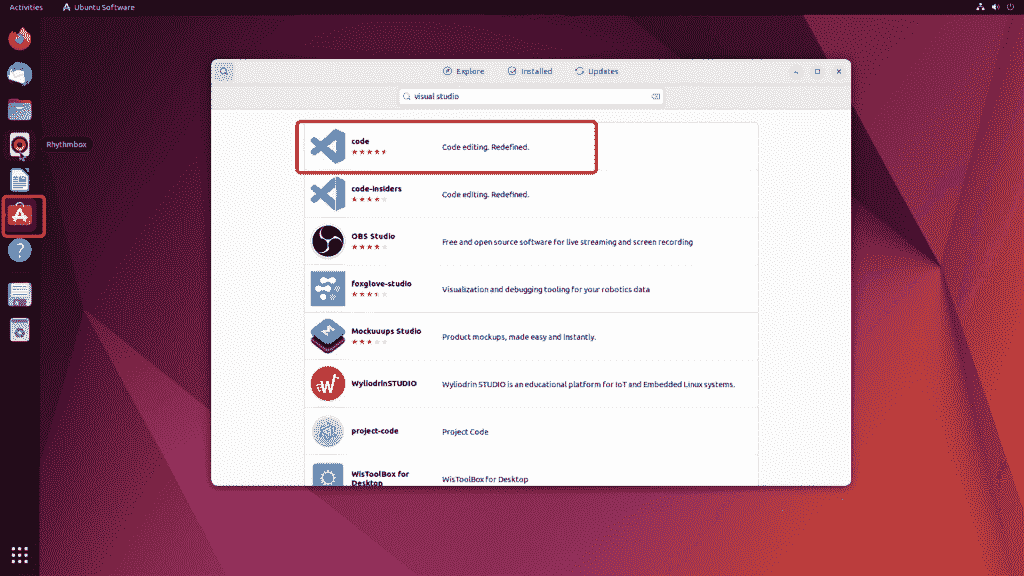 Activities
Ubuntu Software
Explore
Installed
Updates
visual studio
Rhythmbox
code
Code editing. Redefined.
code-insiders
Code editing. Redefined.
OBS Studio
Free and open source software for live streaming and screen recording
foxglove-studio
Visualization and debugging tooling for your robotics data
Mockuuups Studio
Product mockups, made easy and instantly.
WyliodrinSTUDIO
Wyliodrin STUDIO is an educational platform for IoT and Embedded Linux systems.
project-code
Project Code
WisToolBox for
Desktop
WisToolBox for Desktop